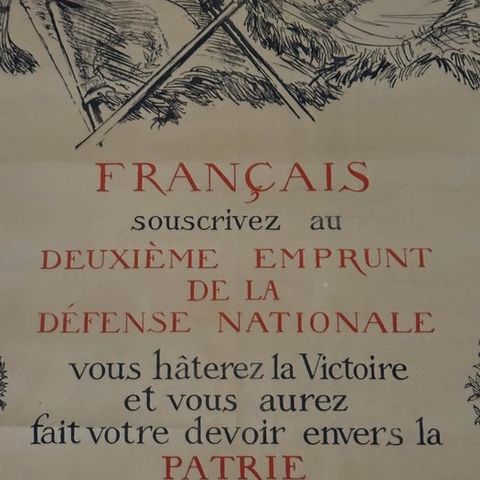 FRANÇAIS
souscrivez au
DEUXIÈME EMPRUNT
DE LA
DÉFENSE NATIONALE
vous hâterez la Victoire
et vous aurez
fait votre devoir envers la
PATRIE